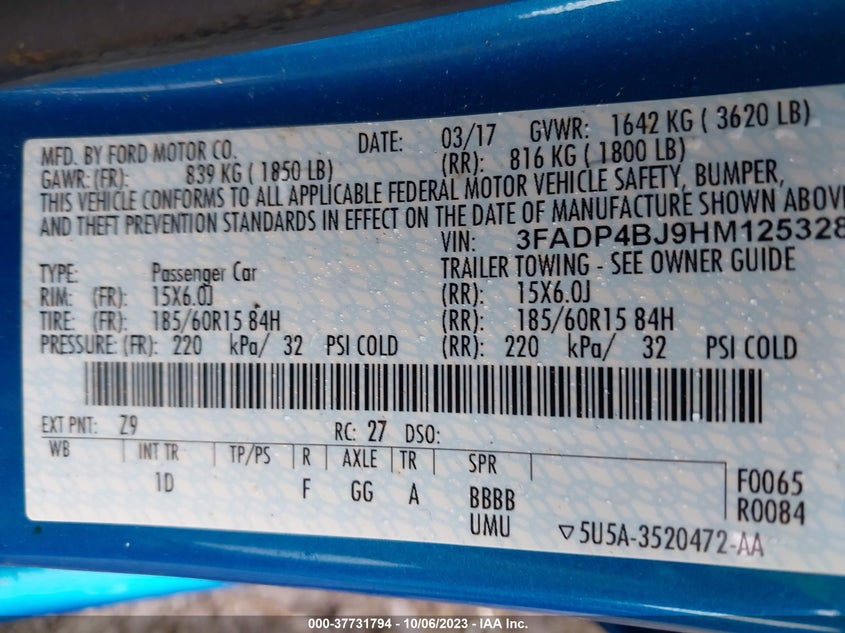 MFD. BY FORD MOTOR CO. DATE: 03/17 GVWR: 1642 KG ( 3620 LB)
GAWR: (FR): 839 KG ( 1850 LB) (RR): 816 KG ( 1800 LB)
THIS VEHICLE CONFORMS TO ALL APPLICABLE FEDERAL MOTOR VEHICLE SAFETY, BUMPER,
AND THEFT PREVENTION STANDARDS IN EFFECT ON THE DATE OF MANUFACTURE SHOWN ABOVE
VIN: 3FADP4BJ9HM125328
TYPE: Passenger Car TRAILER TOWING - SEE OWNER GUIDE
RIM: (FR): 15X6.0J (RR): 15X6.0J
TIRE: (FR): 185/60R15 84H (RR): 185/60R15 84H
PRESSURE: (FR): 220 kPa/ 32 PSI COLD (RR): 220 kPa/ 32 PSI COLD
EXT PNT: Z9 RC: 27 DSO:
WB INT TR TP/PS R AXLE TR SPR
1D F GG A BBBB F0065
UMU R0084
▽5U5A-3520472-AA
000-37731794 - 10/06/2023 - IAA Inc.